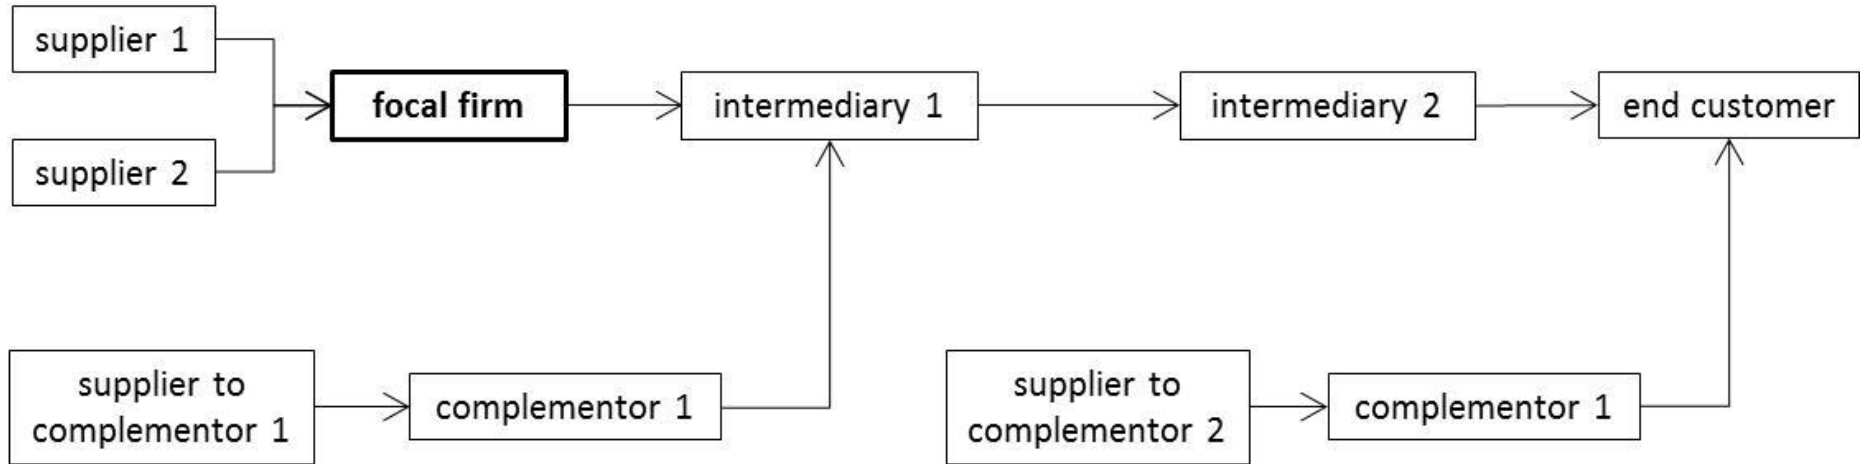 supplier 1
supplier 2
focal firm
intermediary 1
intermediary 2
end customer
supplier to
complementor 1
complementor 1
supplier to
complementor 2
complementor 1